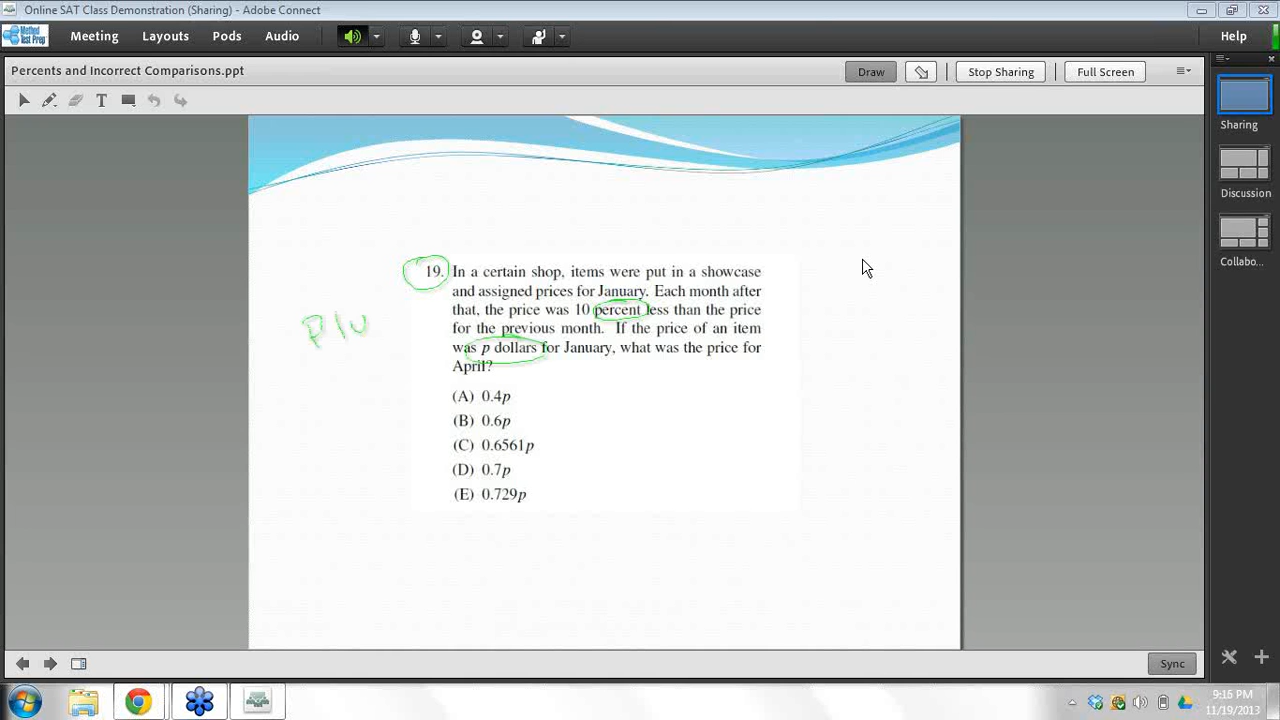 Online SAT Class Demonstration (Sharing) - Adobe Connect
Method Test Prep
Meeting Layouts Pods Audio Help
Percents and Incorrect Comparisons.ppt
Draw Stop Sharing Full Screen
T
Sharing
Discussion
Collabo...
19. In a certain shop, items were put in a showcase
and assigned prices for January. Each month after
that, the price was 10 percent less than the price
for the previous month. If the price of an item
was p dollars for January, what was the price for
April?
(A) 0.4p
(B) 0.6p
(C) 0.6561p
(D) 0.7p
(E) 0.729p
Sync
9:15 PM
11/19/2013